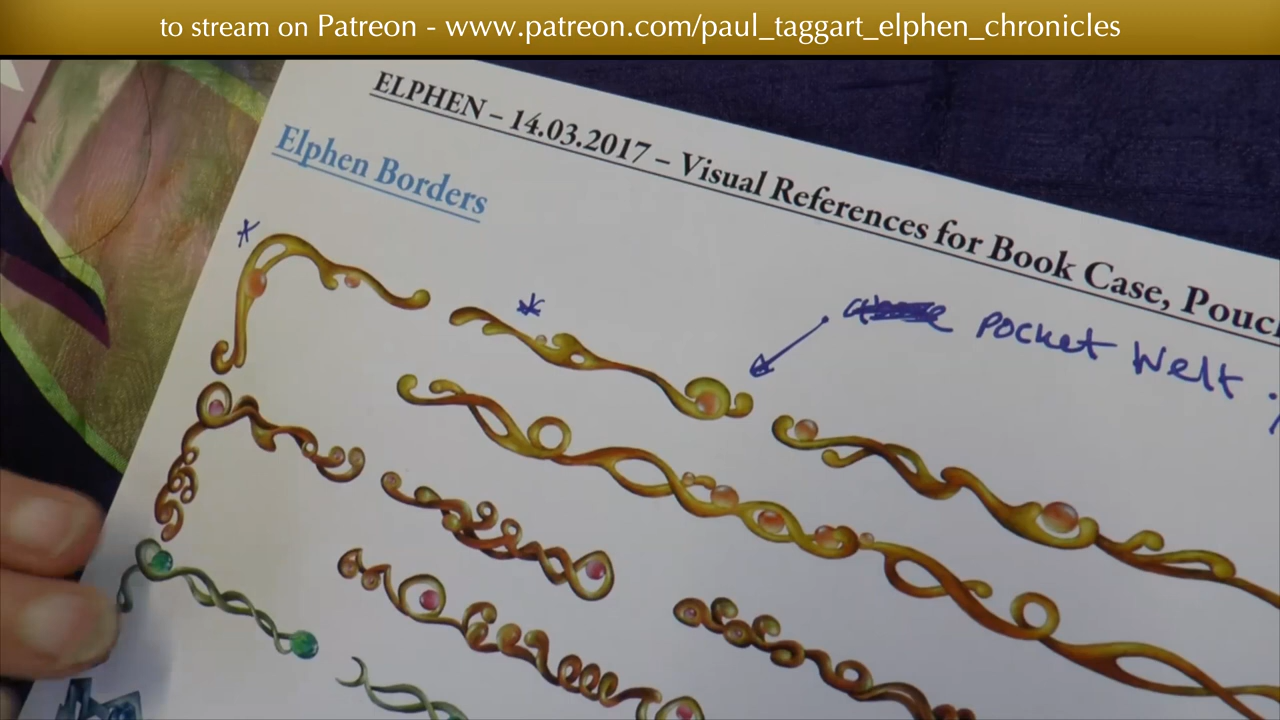 to stream on Patreon - www.patreon.com/paul_taggart_elphen_chronicles
ELPHEN – 14.03.2017 – Visual References for Book Case, Pouc
Elphen Borders
pocket Welt